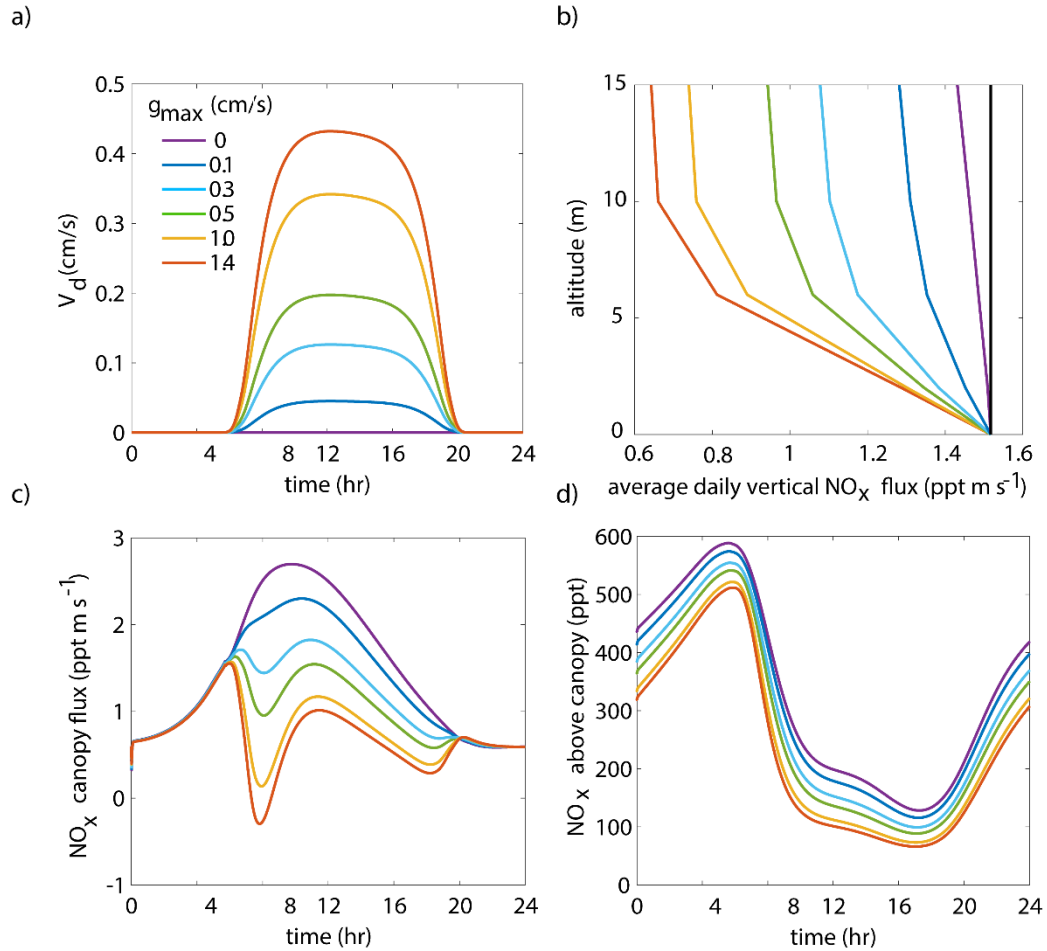 a)
0.5
0.4
0.3
0.2
0.1
0
V_d(cm/s)
g_max (cm/s)
0
0.1
0.3
0.5
1.0
1.4
0 4 6 8 12 16 20 24
time (hr)
b)
15
10
5
0
altitude (m)
0.6 0.8 1 1.2 1.4 1.6
average daily vertical NO_x flux (ppt m s⁻¹)
c)
3
2
1
0
-1
NO_x canopy flux (ppt m s⁻¹)
0 4 6 8 12 16 20 24
time (hr)
d)
600
500
400
300
200
100
0
NO_x above canopy (ppt)
0 4 8 12 16 20 24
time (hr)